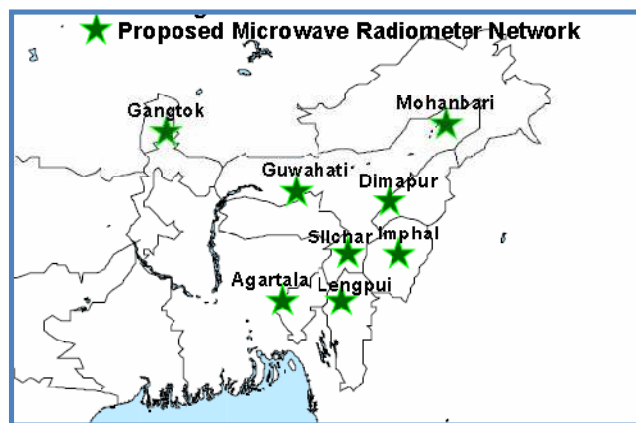 Proposed Microwave Radiometer Network
Mohanbari
Gangtok
Guwahati
Dimapur
Silchar
Imphal
Agartala
Lengpui